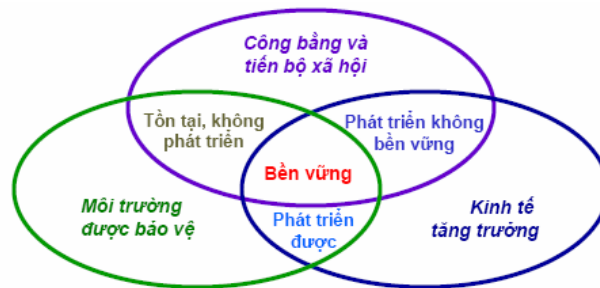 Công bằng và
tiến bộ xã hội
Tồn tại, không
phát triển
Phát triển không
bền vững
Bền vững
Môi trường
được bảo vệ
Phát triển
được
Kinh tế
tăng trưởng